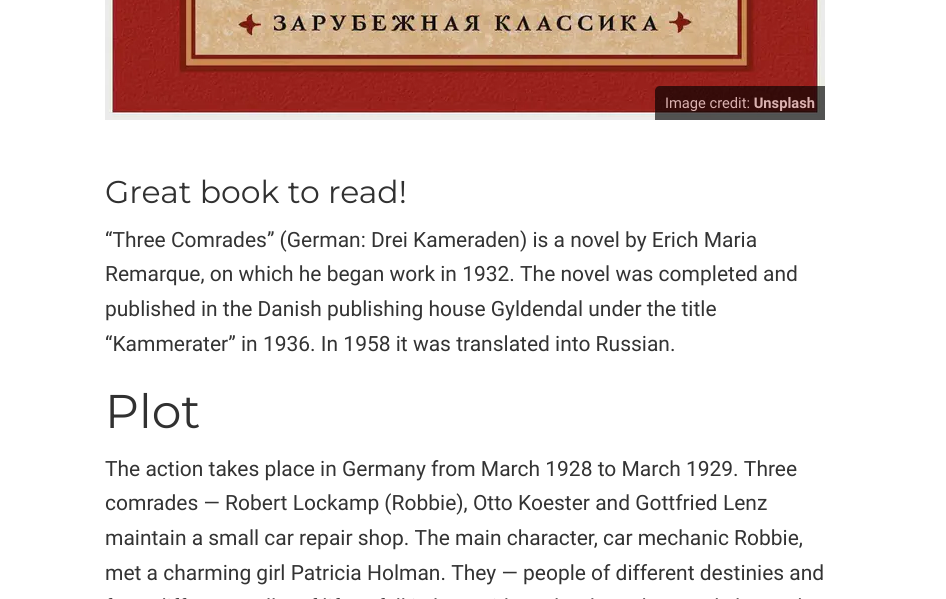 ЗАРУБЕЖНАЯ КЛАССИКА
Image credit: Unsplash
Great book to read!
“Three Comrades” (German: Drei Kameraden) is a novel by Erich Maria
Remarque, on which he began work in 1932. The novel was completed and
published in the Danish publishing house Gyldendal under the title
“Kammerater” in 1936. In 1958 it was translated into Russian.
Plot
The action takes place in Germany from March 1928 to March 1929. Three
comrades — Robert Lockamp (Robbie), Otto Koester and Gottfried Lenz
maintain a small car repair shop. The main character, car mechanic Robbie,
met a charming girl Patricia Holman. They — people of different destinies and